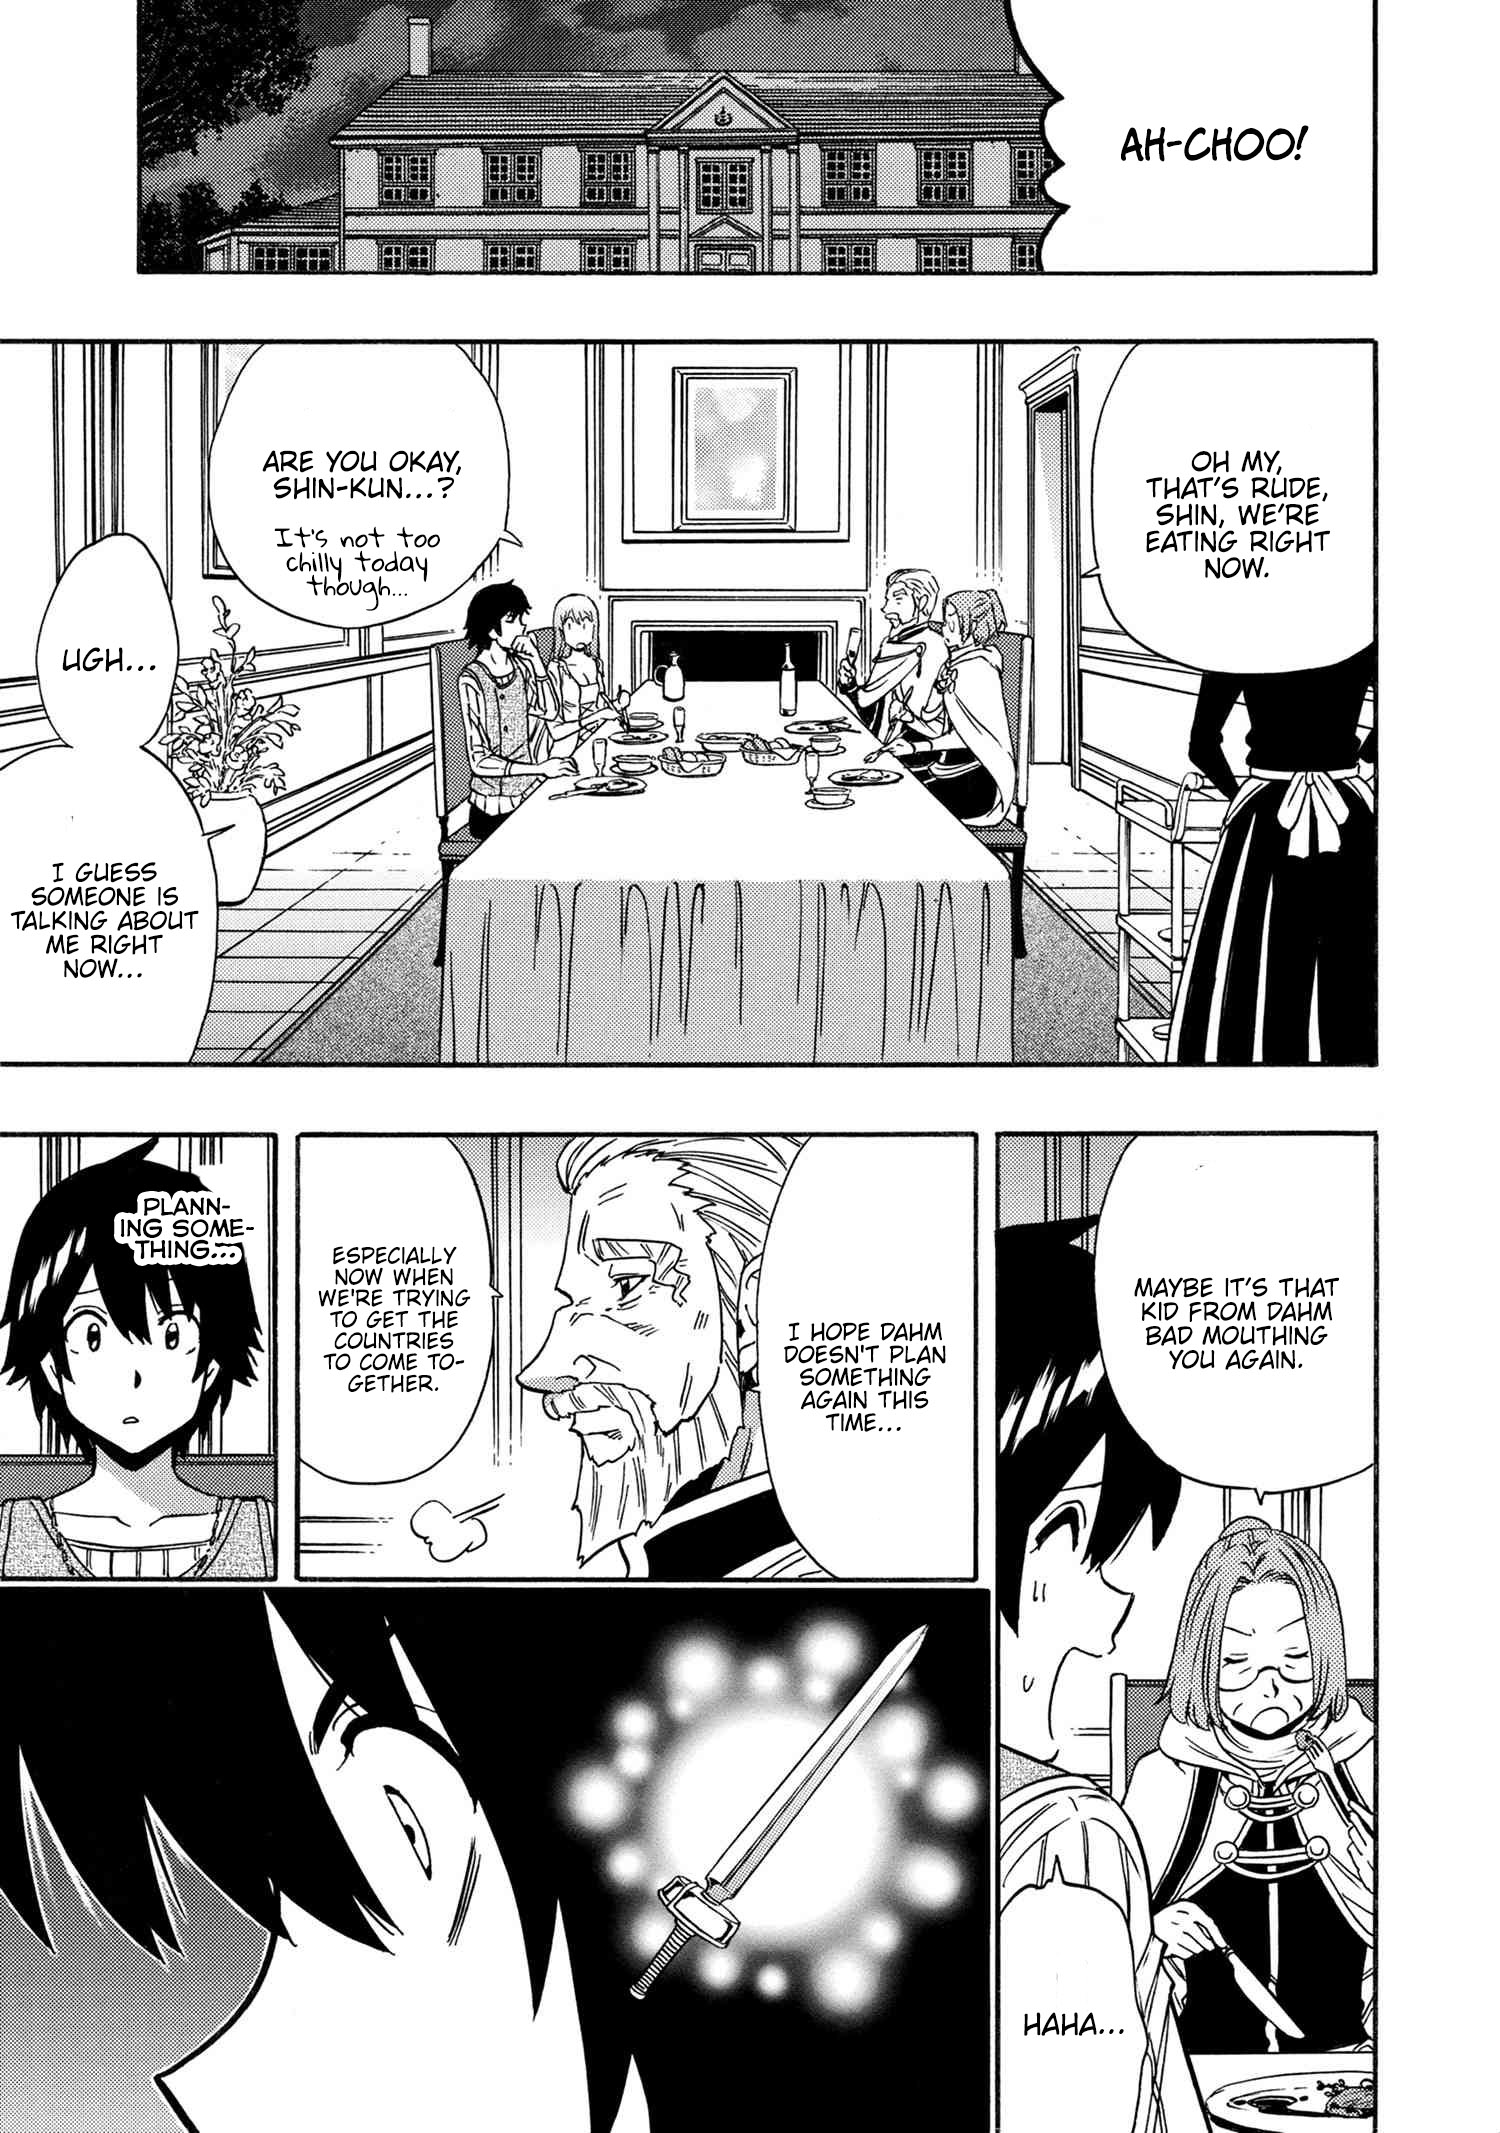 AH-CHOO!
OH MY,
THAT'S RUDE,
SHIN, WE'RE
EATING RIGHT
NOW.
ARE YOU OKAY,
SHIN-KUN...?
It's not too
chilly today
though...
UGH...
I GUESS
SOMEONE IS
TALKING ABOUT
ME RIGHT
NOW...
MAYBE IT'S THAT
KID FROM DAHM
BAD MOUTHING
YOU AGAIN.
HAHA...
I HOPE DAHM
DOESN'T PLAN
SOMETHING
AGAIN THIS
TIME...
ESPECIALLY
NOW WHEN
WE'RE TRYING
TO GET THE
COUNTRIES
TO COME TO-
GETHER.
PLANN-
ING SOME-
THING...